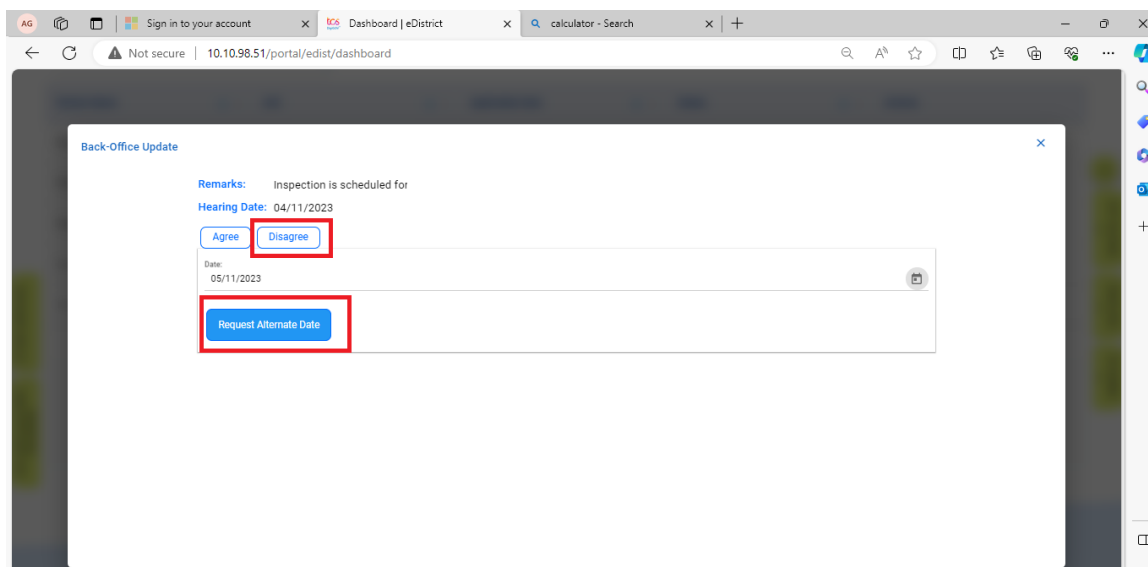 AG
Sign in to your account
tcs
Dashboard | eDistrict
calculator - Search
Not secure | 10.10.98.51/portal/edist/dashboard
Back-Office Update
Remarks: Inspection is scheduled for
Hearing Date: 04/11/2023
Agree Disagree
Date:
05/11/2023
Request Alternate Date